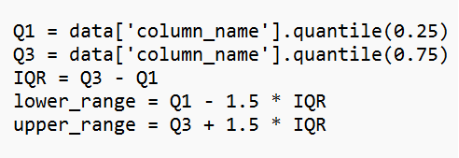 Q1 = data['column_name'].quantile(0.25)
Q3 = data['column_name'].quantile(0.75)
IQR = Q3 - Q1
lower_range = Q1 - 1.5 * IQR
upper_range = Q3 + 1.5 * IQR